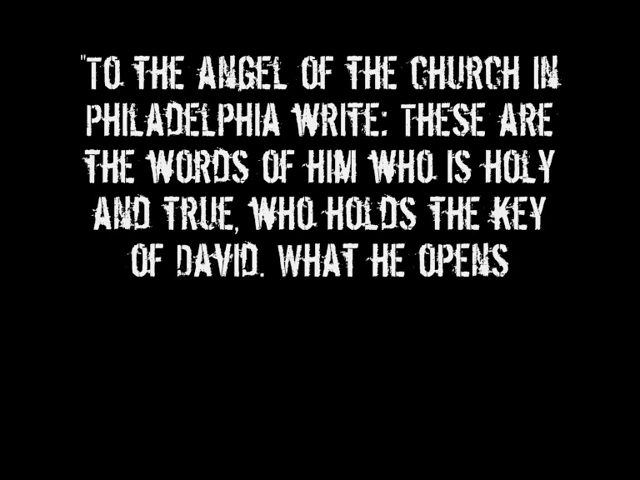 "TO THE ANGEL OF THE CHURCH IN
PHILADELPHIA WRITE: THESE ARE
THE WORDS OF HIM WHO IS HOLY
AND TRUE, WHO HOLDS THE KEY
OF DAVID. WHAT HE OPENS